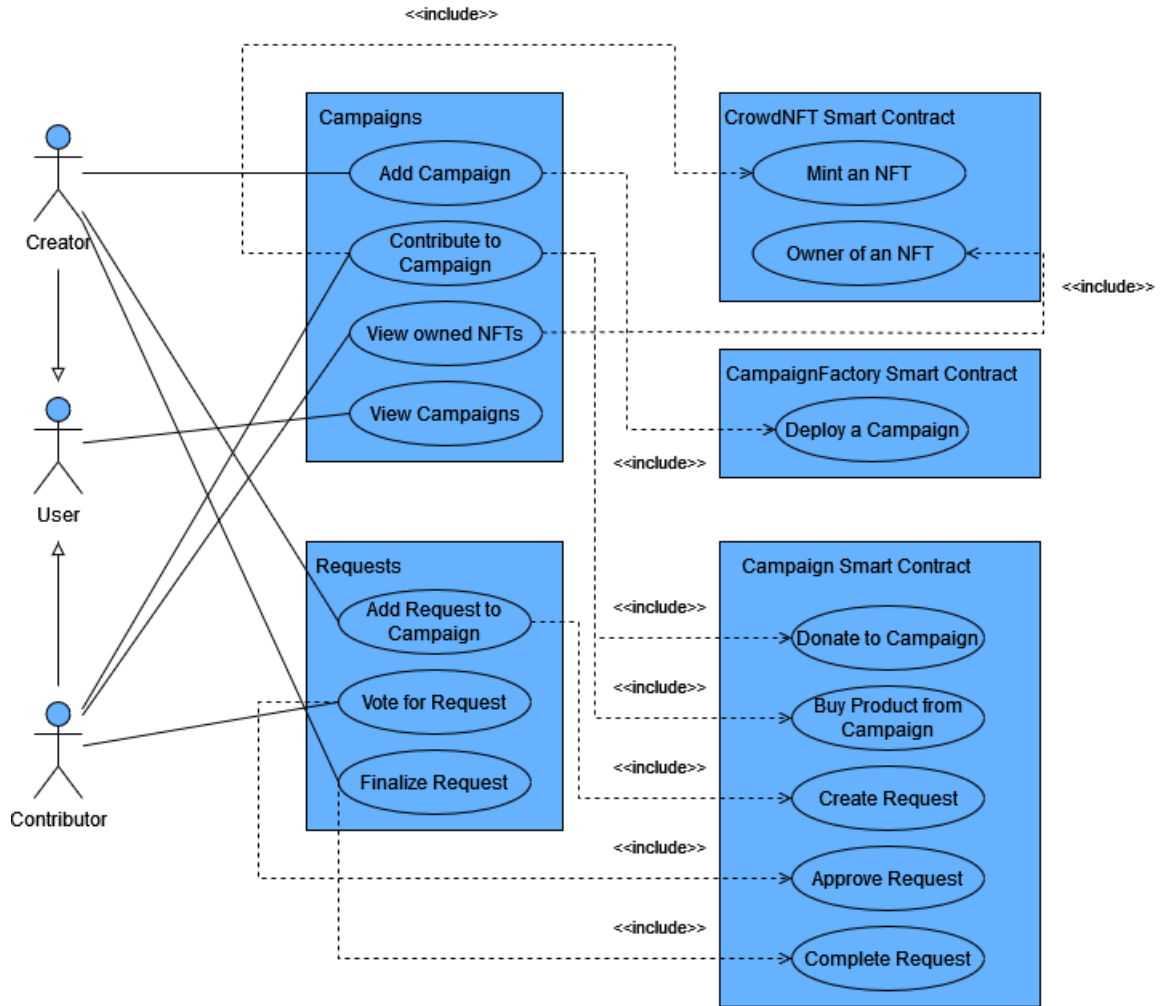 <<include>>
Campaigns
Add Campaign
Contribute to
Campaign
View owned NFTs
View Campaigns
CrowdNFT Smart Contract
Mint an NFT
Owner of an NFT
<<include>>
Creator
User
Contributor
CampaignFactory Smart Contract
Deploy a Campaign
<<include>>
Requests
Add Request to
Campaign
Vote for Request
Finalize Request
Campaign Smart Contract
<<include>>
Donate to Campaign
<<include>>
Buy Product from
Campaign
<<include>>
Create Request
<<include>>
Approve Request
<<include>>
Complete Request